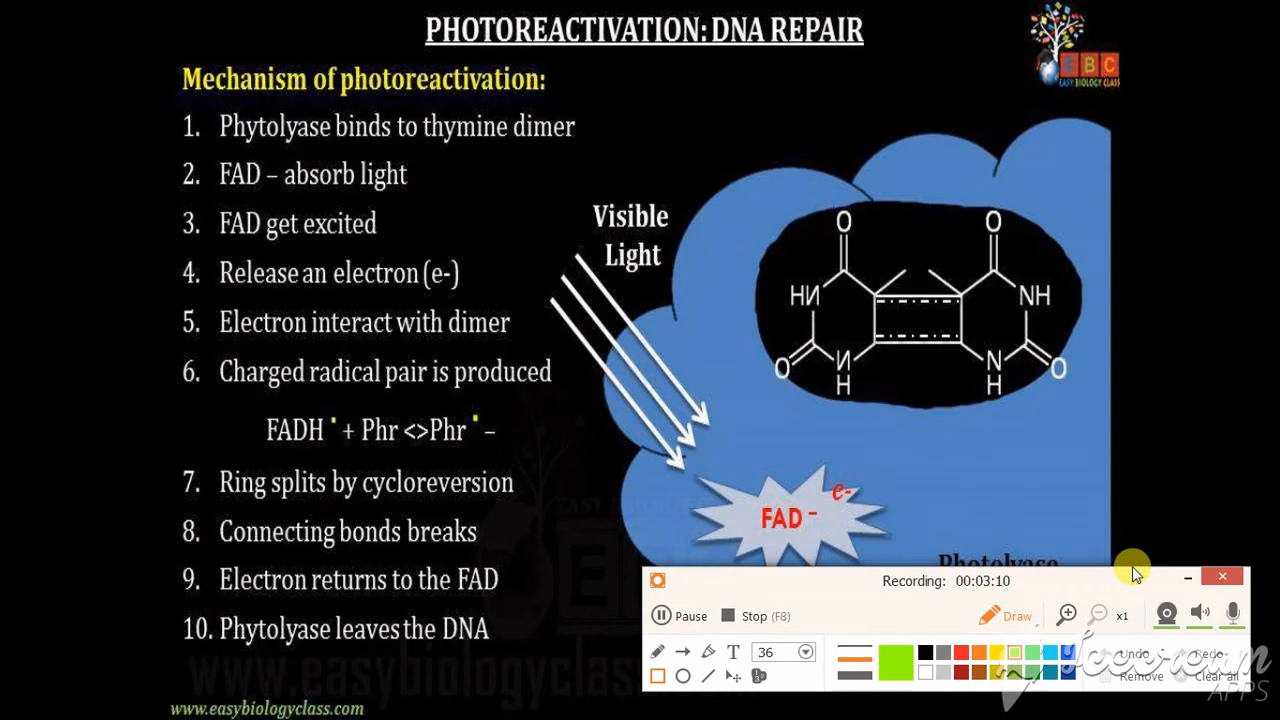 PHOTOREACTIVATION: DNA REPAIR
EBC
EASY BIOLOGY CLASS
Mechanism of photoreactivation:
1. Phytolyase binds to thymine dimer
2. FAD – absorb light
3. FAD get excited
4. Release an electron (e-)
5. Electron interact with dimer
6. Charged radical pair is produced
FADH • + Phr <>Phr • –
7. Ring splits by cycloreversion
8. Connecting bonds breaks
9. Electron returns to the FAD
10. Phytolyase leaves the DNA
www.easybiologyclass.com
Visible
Light
O O
HN NH
O N N O
H H
e-
FAD –
Photolyase
Recording: 00:03:10
Pause Stop (F8) Draw x1
T 36 Undo Redo
Remove Clear all
Icecream
APPS